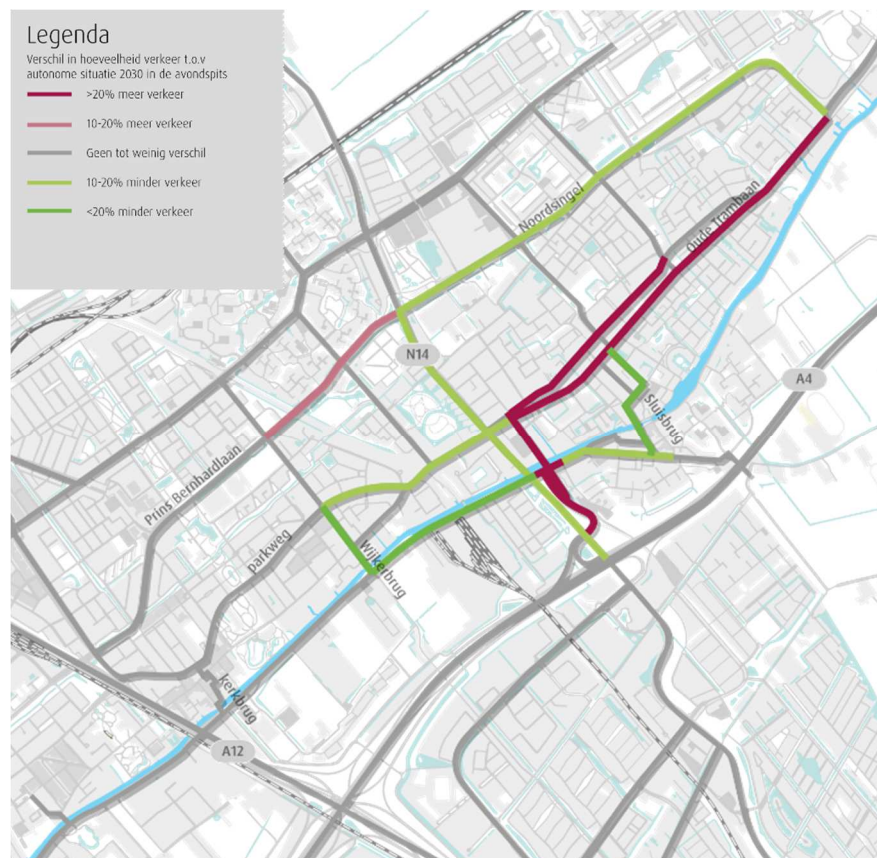 Legenda
Verschil in hoeveelheid verkeer t.o.v
autonome situatie 2030 in de avondspits
>20% meer verkeer
10-20% meer verkeer
Geen tot weinig verschil
10-20% minder verkeer
<20% minder verkeer
Noordsingel
Oude Trambaan
N14
A4
Sluisbrug
Prins Bernhardlaan
parkweg
Wijkerbrug
kerkbrug
A12